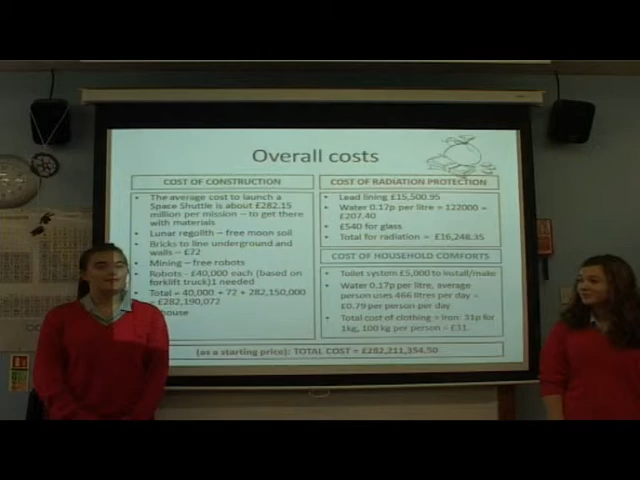 Overall costs
COST OF CONSTRUCTION
• The average cost to launch a
Space Shuttle is about £282.15
million per mission – to get there
with materials
• Lunar regolith – free moon soil
• Bricks to line underground and
walls – £72
• Mining – free robots
• Robots - £40,000 each (based on
forklift truck)1 needed
• Total = 40,000 + 72 + 282,150,000
= £282,190,072
house
COST OF RADIATION PROTECTION
• Lead lining £15,500.95
• Water 0.17p per litre = 122000 =
£207.40
• £540 for glass
• Total for radiation = £16,248.35
COST OF HOUSEHOLD COMFORTS
• Toilet system £5,000 to install/make
• Water 0.17p per litre, average
person uses 466 litres per day =
£0.79 per person per day
• Total cost of clothing = Iron: 31p for
1kg, 100 kg per person = £31
(as a starting price): TOTAL COST = £282,211,354.50